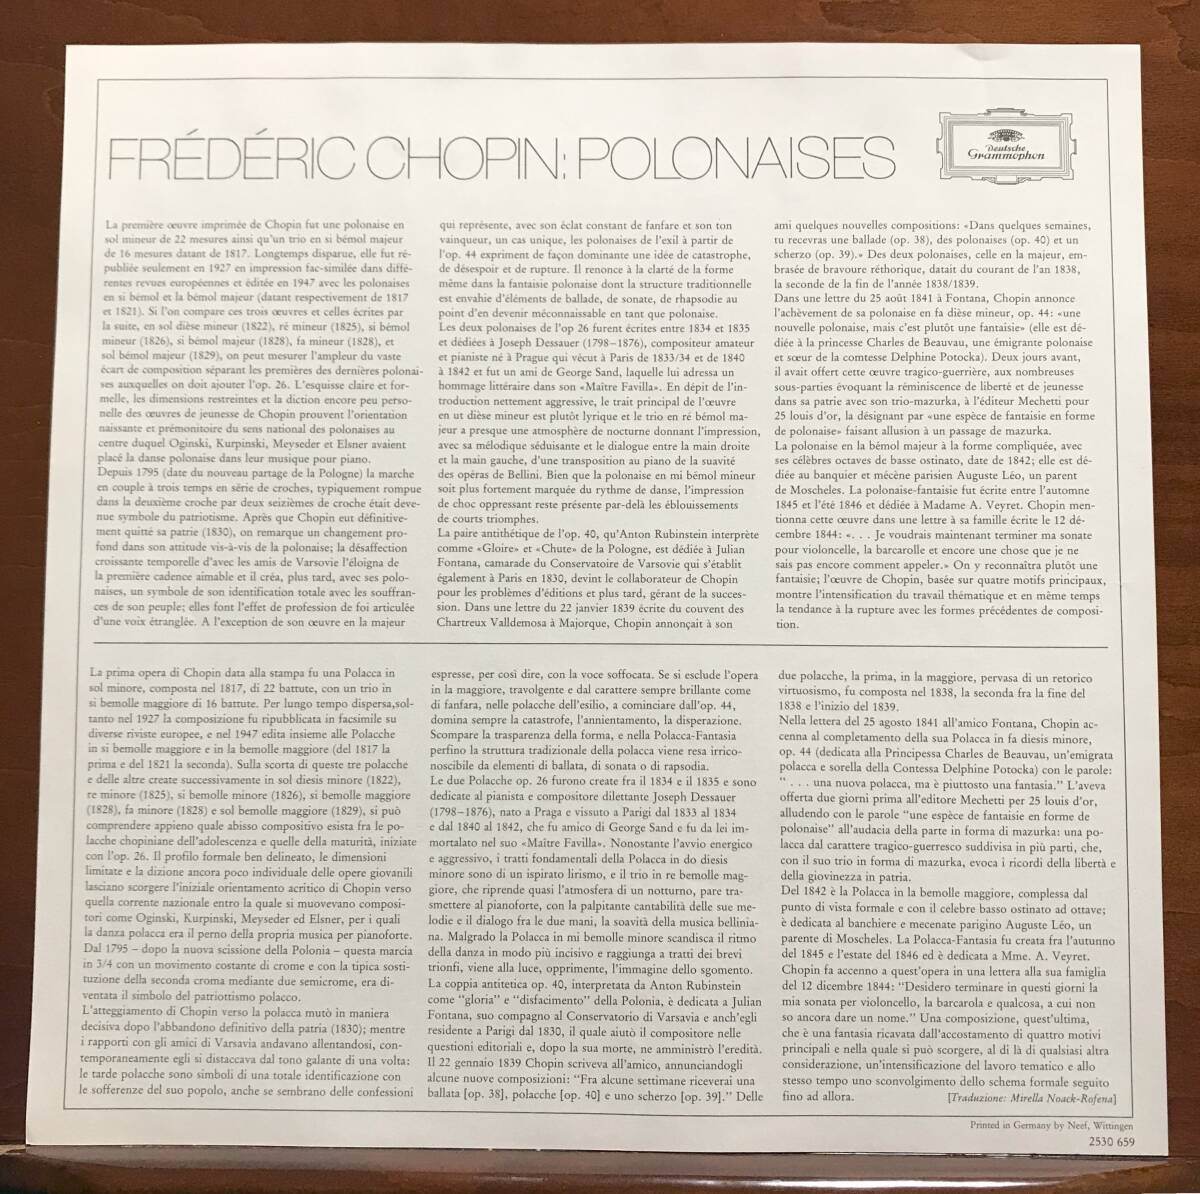 FRÉDÉRIC CHOPIN: POLONAISES
Deutsche
Grammophon
La première œuvre imprimée de Chopin fut une polonaise en
sol mineur de 22 mesures ainsi qu'un trio en si bémol majeur
de 16 mesures datant de 1817. Longtemps disparue, elle fut ré-
publiée seulement en 1927 en impression fac-similée dans diffé-
rentes revues européennes et éditée en 1947 avec les polonaises
en si bémol et la bémol majeur (datant respectivement de 1817
et 1821). Si l'on compare ces trois œuvres et celles écrites par
la suite, en sol dièse mineur (1822), ré mineur (1825), si bémol
mineur (1826), si bémol majeur (1828), fa mineur (1828), et
sol bémol majeur (1829), on peut mesurer l'ampleur du vaste
écart de composition séparant les premières des dernières polonai-
ses auxquelles on doit ajouter l'op. 26. L'esquisse claire et for-
melle, les dimensions restreintes et la diction encore peu perso-
nelle des œuvres de jeunesse de Chopin prouvent l'orientation
naissante et prémonitoire du sens national des polonaises au
centre duquel Oginski, Kurpinski, Meyseder et Elsner avaient
placé la danse polonaise dans leur musique pour piano.
Depuis 1795 (date du nouveau partage de la Pologne) la marche
en couple à trois temps en série de croches, typiquement rompue
dans la deuxième croche par deux seizièmes de croche était deve-
nue symbole du patriotisme. Après que Chopin eut définitive-
ment quitté sa patrie (1830), on remarque un changement pro-
fond dans son attitude vis-à-vis de la polonaise; la désaffection
croissante temporelle d'avec les amis de Varsovie l'éloigna de
la première cadence aimable et il créa, plus tard, avec ses polo-
naises, un symbole de son identification totale avec les souffran-
ces de son peuple; elles font l'effet de profession de foi articulée
d'une voix étranglée. A l'exception de son œuvre en la majeur
qui représente, avec son éclat constant de fanfare et son ton
vainqueur, un cas unique, les polonaises de l'exil à partir de
l'op. 44 expriment de façon dominante une idée de catastrophe,
de désespoir et de rupture. Il renonce à la clarté de la forme
même dans la fantaisie polonaise dont la structure traditionnelle
est envahie d'éléments de ballade, de sonate, de rhapsodie au
point d'en devenir méconnaissable en tant que polonaise.
Les deux polonaises de l'op 26 furent écrites entre 1834 et 1835
et dédiées à Joseph Dessauer (1798–1876), compositeur amateur
et pianiste né à Prague qui vécut à Paris de 1833/34 et de 1840
à 1842 et fut un ami de George Sand, laquelle lui adressa un
hommage littéraire dans son «Maître Favilla». En dépit de l'in-
troduction nettement aggressive, le trait principal de l'œuvre
en ut dièse mineur est plutôt lyrique et le trio en ré bémol ma-
jeur a presque une atmosphère de nocturne donnant l'impression,
avec sa mélodique séduisante et le dialogue entre la main droite
et la main gauche, d'une transposition au piano de la suavité
des opéras de Bellini. Bien que la polonaise en mi bémol mineur
soit plus fortement marquée du rythme de danse, l'impression
de choc oppressant reste présente par-delà les éblouissements
de courts triomphes.
La paire antithétique de l'op. 40, qu'Anton Rubinstein interprète
comme «Gloire» et «Chute» de la Pologne, est dédiée à Julian
Fontana, camarade du Conservatoire de Varsovie qui s'établit
également à Paris en 1830, devint le collaborateur de Chopin
pour les problèmes d'éditions et plus tard, gérant de la succes-
sion. Dans une lettre du 22 janvier 1839 écrite du couvent des
Chartreux Valldemosa à Majorque, Chopin annonçait à son
ami quelques nouvelles compositions: «Dans quelques semaines,
tu recevras une ballade (op. 38), des polonaises (op. 40) et un
scherzo (op. 39).» Des deux polonaises, celle en la majeur, em-
brasée de bravoure réthorique, datait du courant de l'an 1838,
la seconde de la fin de l'année 1838/1839.
Dans une lettre du 25 août 1841 à Fontana, Chopin annonce
l'achèvement de sa polonaise en fa dièse mineur, op. 44: «une
nouvelle polonaise, mais c'est plutôt une fantaisie» (elle est dé-
diée à la princesse Charles de Beauvau, une émigrante polonaise
et sœur de la comtesse Delphine Potocka). Deux jours avant,
il avait offert cette œuvre tragico-guerrière, aux nombreuses
sous-parties évoquant la réminiscence de liberté et de jeunesse
dans sa patrie avec son trio-mazurka, à l'éditeur Mechetti pour
25 louis d'or, la désignant par «une espèce de fantaisie en forme
de polonaise» faisant allusion à un passage de mazurka.
La polonaise en la bémol majeur à la forme compliquée, avec
ses célèbres octaves de basse ostinato, date de 1842; elle est dé-
diée au banquier et mécène parisien Auguste Léo, un parent
de Moscheles. La polonaise-fantaisie fut écrite entre l'automne
1845 et l'été 1846 et dédiée à Madame A. Veyret. Chopin men-
tionna cette œuvre dans une lettre à sa famille écrite le 12 dé-
cembre 1844: «. . . Je voudrais maintenant terminer ma sonate
pour violoncelle, la barcarolle et encore une chose que je ne
sais pas encore comment appeler.» On y reconnaîtra plutôt une
fantaisie; l'œuvre de Chopin, basée sur quatre motifs principaux,
montre l'intensification du travail thématique et en même temps
la tendance à la rupture avec les formes précédentes de composi-
tion.
La prima opera di Chopin data alla stampa fu una Polacca in
sol minore, composta nel 1817, di 22 battute, con un trio in
si bemolle maggiore di 16 battute. Per lungo tempo dispersa,sol-
tanto nel 1927 la composizione fu ripubblicata in facsimile su
diverse riviste europee, e nel 1947 edita insieme alle Polacche
in si bemolle maggiore e in la bemolle maggiore (del 1817 la
prima e del 1821 la seconda). Sulla scorta di queste tre polacche
e delle altre create successivamente in sol diesis minore (1822),
re minore (1825), si bemolle minore (1826), si bemolle maggiore
(1828), fa minore (1828) e sol bemolle maggiore (1829), si può
comprendere appieno quale abisso compositivo esista fra le po-
lacche chopiniane dell'adolescenza e quelle della maturità, iniziate
con l'op. 26. Il profilo formale ben delineato, le dimensioni
limitate e la dizione ancora poco individuale delle opere giovanili
lasciano scorgere l'iniziale orientamento acritico di Chopin verso
quella corrente nazionale entro la quale si muovevano composi-
tori come Oginski, Kurpinski, Meyseder ed Elsner, per i quali
la danza polacca era il perno della propria musica per pianoforte.
Dal 1795 – dopo la nuova scissione della Polonia – questa marcia
in 3/4 con un movimento costante di crome e con la tipica sosti-
tuzione della seconda croma mediante due semicrome, era di-
ventata il simbolo del patriottismo polacco.
L'atteggiamento di Chopin verso la polacca mutò in maniera
decisiva dopo l'abbandono definitivo della patria (1830); mentre
i rapporti con gli amici di Varsavia andavano allentandosi, con-
temporaneamente egli si distaccava dal tono galante di una volta:
le tarde polacche sono simboli di una totale identificazione con
le sofferenze del suo popolo, anche se sembrano delle confessioni
espresse, per così dire, con la voce soffocata. Se si esclude l'opera
in la maggiore, travolgente e dal carattere sempre brillante come
di fanfara, nelle polacche dell'esilio, a cominciare dall'op. 44,
domina sempre la catastrofe, l'annientamento, la disperazione.
Scompare la trasparenza della forma, e nella Polacca-Fantasia
perfino la struttura tradizionale della polacca viene resa irrico-
noscibile da elementi di ballata, di sonata o di rapsodia.
Le due Polacche op. 26 furono create fra il 1834 e il 1835 e sono
dedicate al pianista e compositore dilettante Joseph Dessauer
(1798–1876), nato a Praga e vissuto a Parigi dal 1833 al 1834
e dal 1840 al 1842, che fu amico di George Sand e fu da lei im-
mortalato nel suo «Maître Favilla». Nonostante l'avvio energico
e aggressivo, i tratti fondamentali della Polacca in do diesis
minore sono di un ispirato lirismo, e il trio in re bemolle mag-
giore, che riprende quasi l'atmosfera di un notturno, pare tra-
smettere al pianoforte, con la palpitante cantabilità delle sue me-
lodie e il dialogo fra le due mani, la soavità della musica bellinia-
na. Malgrado la Polacca in mi bemolle minore scandisca il ritmo
della danza in modo più incisivo e raggiunga a tratti dei brevi
trionfi, viene alla luce, opprimente, l'immagine dello sgomento.
La coppia antitetica op. 40, interpretata da Anton Rubinstein
come "gloria" e "disfacimento" della Polonia, è dedicata a Julian
Fontana, suo compagno al Conservatorio di Varsavia e anch'egli
residente a Parigi dal 1830, il quale aiutò il compositore nelle
questioni editoriali e, dopo la sua morte, ne amministrò l'eredità.
Il 22 gennaio 1839 Chopin scriveva all'amico, annunciandogli
alcune nuove composizioni: "Fra alcune settimane riceverai una
ballata [op. 38], polacche [op. 40] e uno scherzo [op. 39]." Delle
due polacche, la prima, in la maggiore, pervasa di un retorico
virtuosismo, fu composta nel 1838, la seconda fra la fine del
1838 e l'inizio del 1839.
Nella lettera del 25 agosto 1841 all'amico Fontana, Chopin ac-
cenna al completamento della sua Polacca in fa diesis minore,
op. 44 (dedicata alla Principessa Charles de Beauvau, un'emigrata
polacca e sorella della Contessa Delphine Potocka) con le parole:
". . . una nuova polacca, ma è piuttosto una fantasia." L'aveva
offerta due giorni prima all'editore Mechetti per 25 louis d'or,
alludendo con le parole "une espèce de fantaisie en forme de
polonaise" all'audacia della parte in forma di mazurka: una po-
lacca dal carattere tragico-guerresco suddivisa in più parti, che,
con il suo trio in forma di mazurka, evoca i ricordi della libertà e
della giovinezza in patria.
Del 1842 è la Polacca in la bemolle maggiore, complessa dal
punto di vista formale e con il celebre basso ostinato ad ottave;
è dedicata al banchiere e mecenate parigino Auguste Léo, un
parente di Moscheles. La Polacca-Fantasia fu creata fra l'autunno
del 1845 e l'estate del 1846 ed è dedicata a Mme. A. Veyret.
Chopin fa accenno a quest'opera in una lettera alla sua famiglia
del 12 dicembre 1844: "Desidero terminare in questi giorni la
mia sonata per violoncello, la barcarola e qualcosa, a cui non
so ancora dare un nome." Una composizione, quest'ultima,
che è una fantasia ricavata dall'accostamento di quattro motivi
principali e nella quale si può scorgere, al di là di qualsiasi altra
considerazione, un'intensificazione del lavoro tematico e allo
stesso tempo uno sconvolgimento dello schema formale seguito
fino ad allora. [Traduzione: Mirella Noack-Rofena]
Printed in Germany by Neef, Wittingen
2530 659